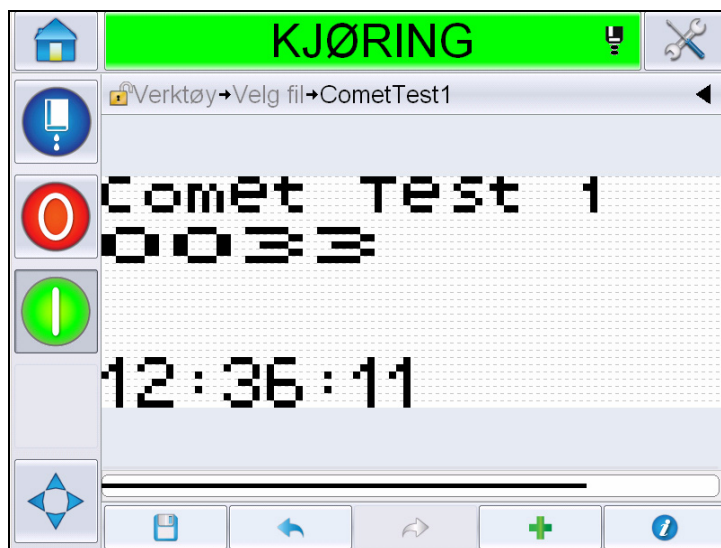 KJØRING
Verktøy→Velg fil→CometTest1
Comet Test 1
0033
12:36:11